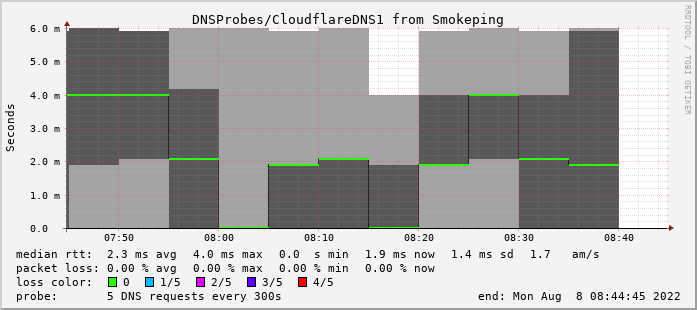 DNSProbes/CloudflareDNS1 from Smokeping
RRDTOOL / TOBI OETIKER
Seconds
6.0 m
5.0 m
4.0 m
3.0 m
2.0 m
1.0 m
0.0
07:50 08:00 08:10 08:20 08:30 08:40
median rtt: 2.3 ms avg 4.0 ms max 0.0 s min 1.9 ms now 1.4 ms sd 1.7 am/s
packet loss: 0.00 % avg 0.00 % max 0.00 % min 0.00 % now
loss color: 0 1/5 2/5 3/5 4/5
probe: 5 DNS requests every 300s end: Mon Aug 8 08:44:45 2022